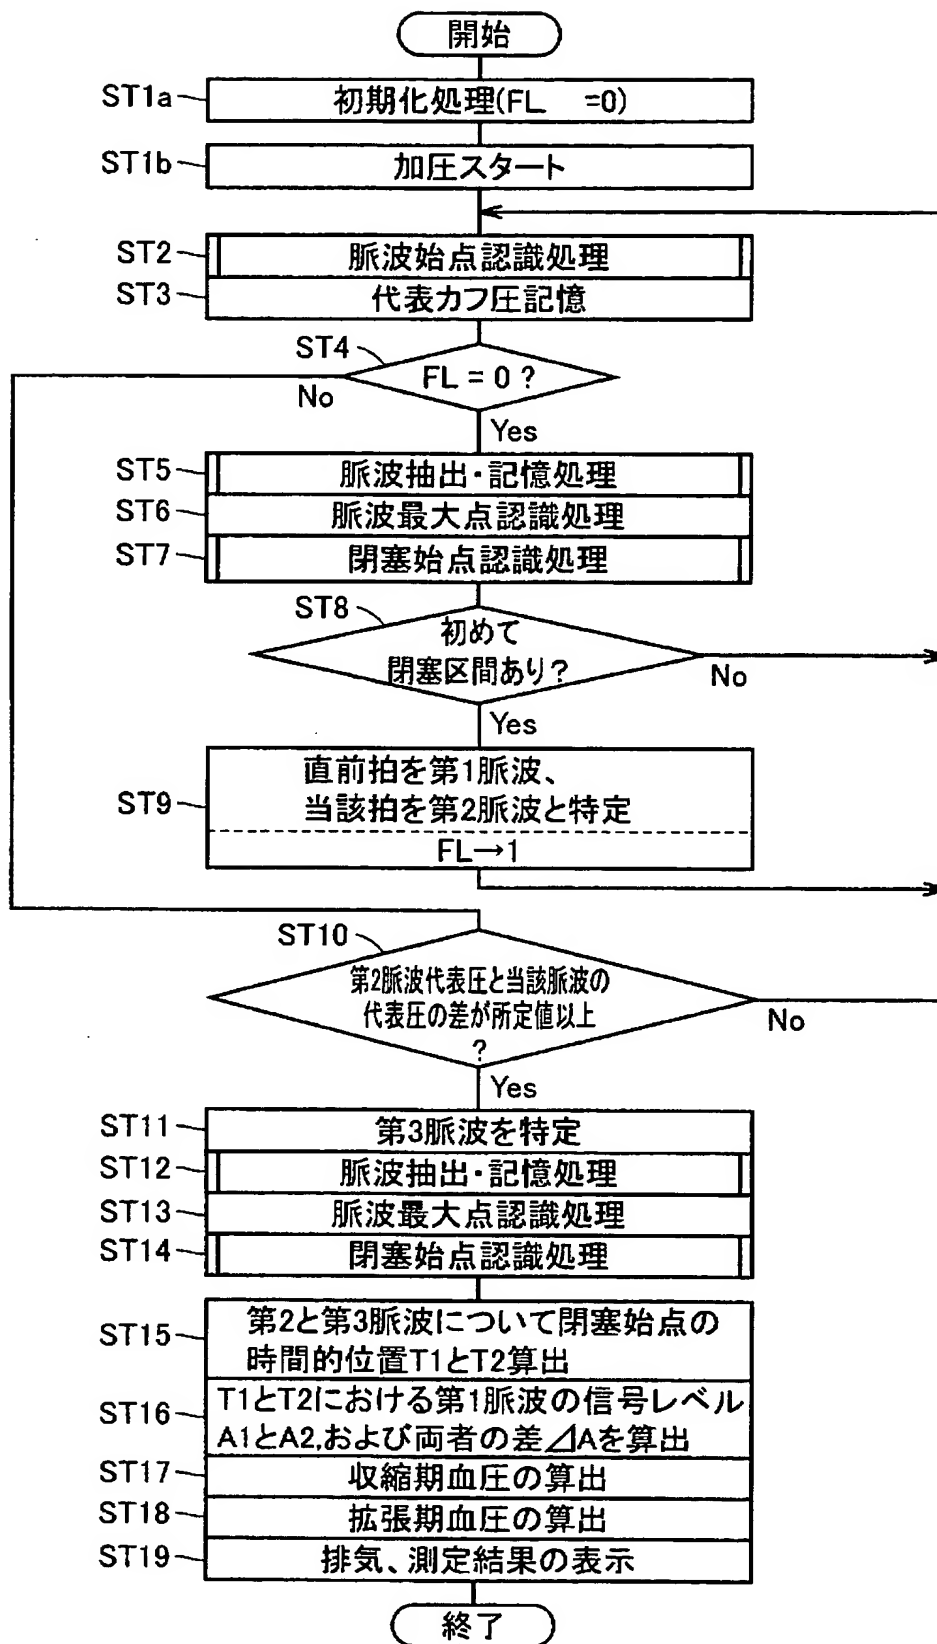 開始
ST1a 初期化処理(FL =0)
ST1b 加圧スタート
ST2 脈波始点認識処理
ST3 代表カフ圧記憶
ST4
FL = 0 ?
No
Yes
ST5 脈波抽出・記憶処理
ST6 脈波最大点認識処理
ST7 閉塞始点認識処理
ST8
初めて
閉塞区間あり?
No
Yes
直前拍を第1脈波、
ST9 当該拍を第2脈波と特定
FL→1
ST10
第2脈波代表圧と当該脈波の
代表圧の差が所定値以上
?
No
Yes
ST11 第3脈波を特定
ST12 脈波抽出・記憶処理
ST13 脈波最大点認識処理
ST14 閉塞始点認識処理
ST15 第2と第3脈波について閉塞始点の
時間的位置T1とT2算出
ST16 T1とT2における第1脈波の信号レベル
A1とA2,および両者の差⊿Aを算出
ST17 収縮期血圧の算出
ST18 拡張期血圧の算出
ST19 排気、測定結果の表示
終了